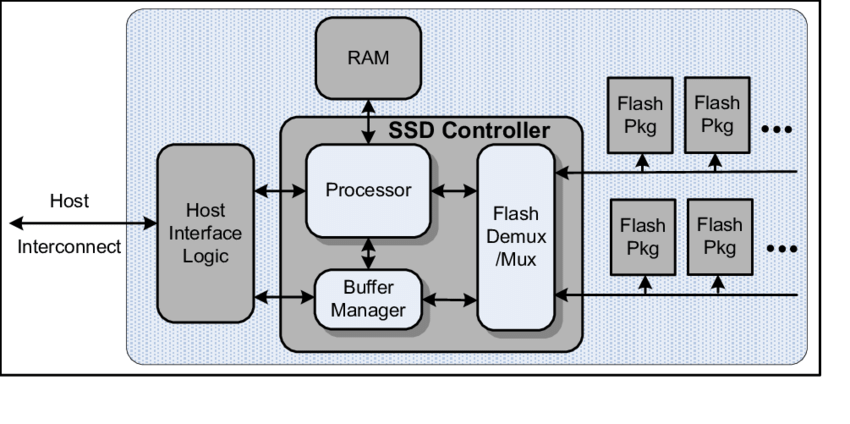 RAM
SSD Controller
Flash
Pkg
Flash
Pkg
Processor
Host
Interconnect
Host
Interface
Logic
Flash
Demux
/Mux
Flash
Pkg
Flash
Pkg
Buffer
Manager